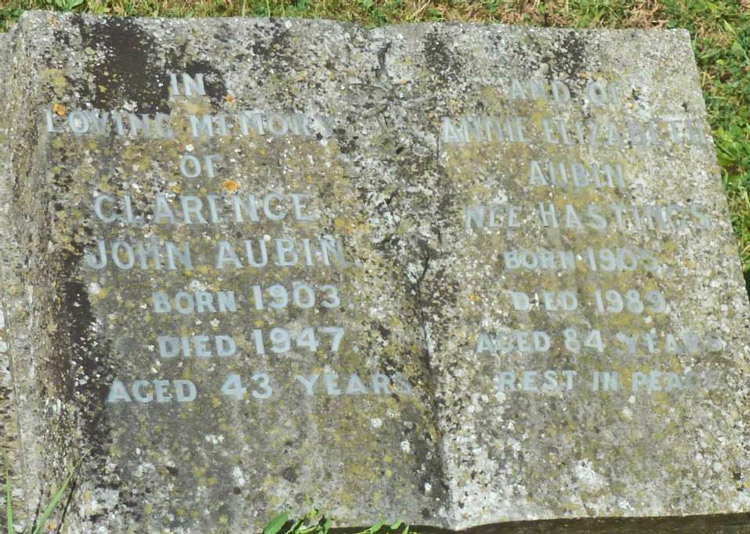 IN
LOVING MEMORY
OF
CLARENCE
JOHN AUBIN.
BORN 1903
DIED 1947
AGED 43 YEARS
AND OF
ANNIE ELIZABETH
AUBIN
NEE HASTINGS
BORN 1905
DIED 1989
AGED 84 YEARS
REST IN PEACE